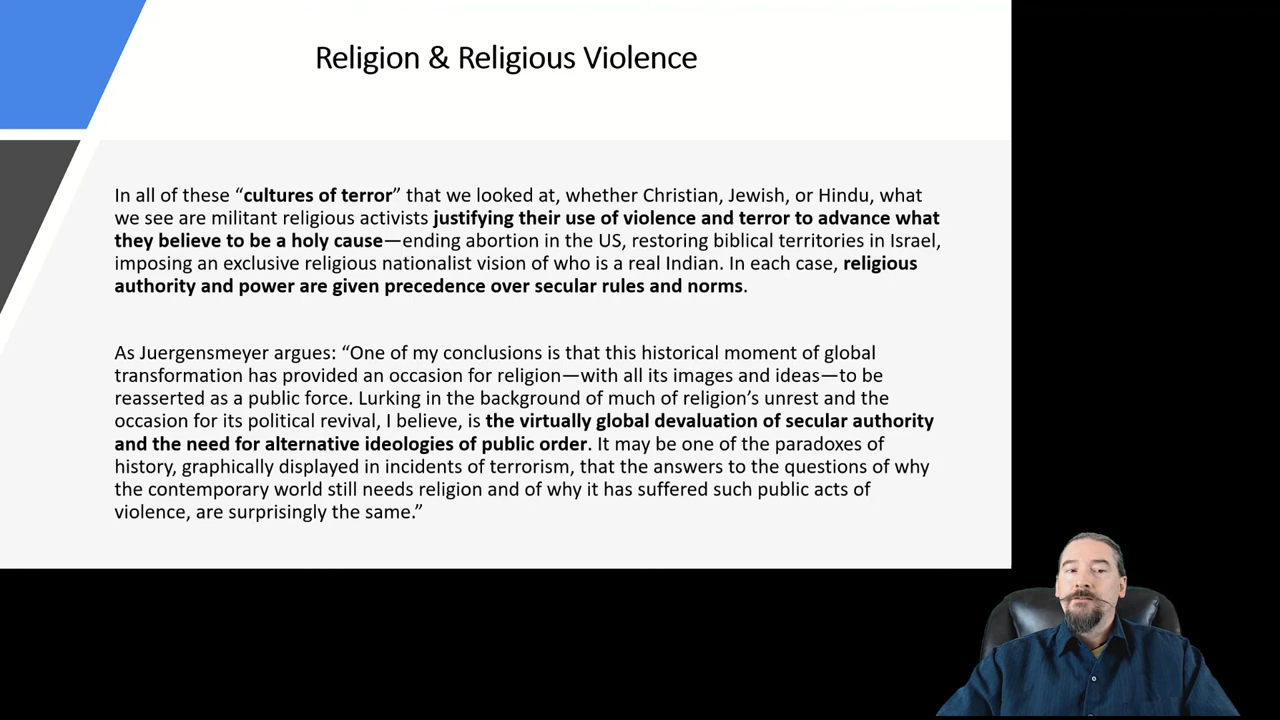 Religion & Religious Violence
In all of these “cultures of terror” that we looked at, whether Christian, Jewish, or Hindu, what
we see are militant religious activists justifying their use of violence and terror to advance what
they believe to be a holy cause—ending abortion in the US, restoring biblical territories in Israel,
imposing an exclusive religious nationalist vision of who is a real Indian. In each case, religious
authority and power are given precedence over secular rules and norms.
As Juergensmeyer argues: “One of my conclusions is that this historical moment of global
transformation has provided an occasion for religion—with all its images and ideas—to be
reasserted as a public force. Lurking in the background of much of religion’s unrest and the
occasion for its political revival, I believe, is the virtually global devaluation of secular authority
and the need for alternative ideologies of public order. It may be one of the paradoxes of
history, graphically displayed in incidents of terrorism, that the answers to the questions of why
the contemporary world still needs religion and of why it has suffered such public acts of
violence, are surprisingly the same.”